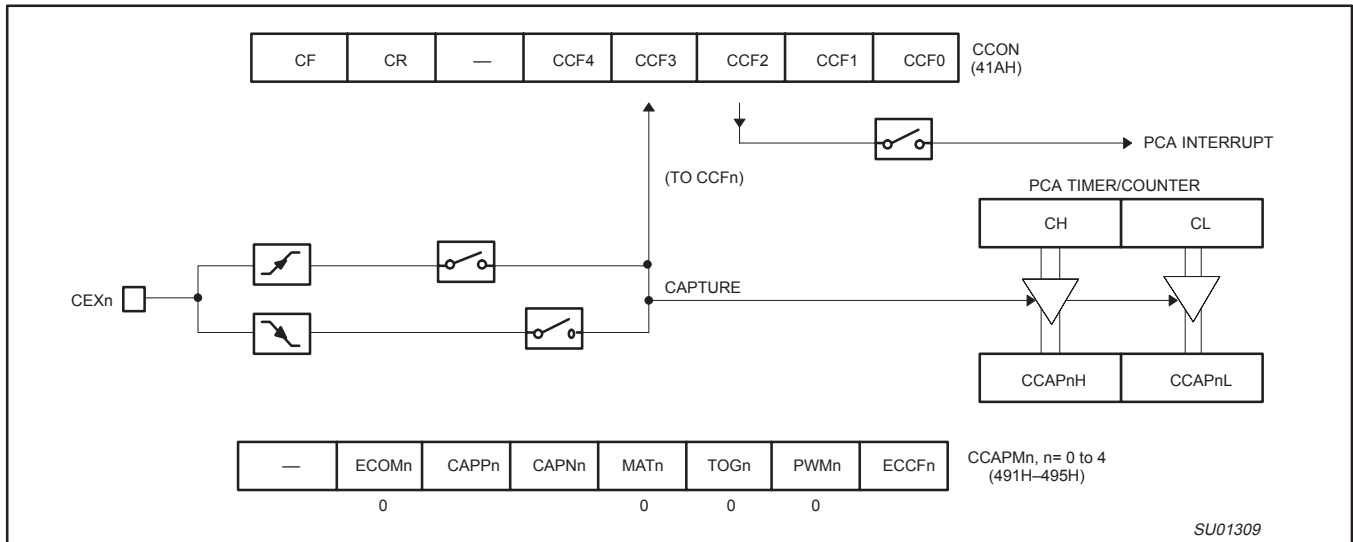 CF CR — CCF4 CCF3 CCF2 CCF1 CCF0 CCON
(41AH)
PCA INTERRUPT
(TO CCFn)
PCA TIMER/COUNTER
CH CL
CEXn CAPTURE
CCAPnH CCAPnL
— ECOMn CAPPn CAPNn MATn TOGn PWMn ECCFn CCAPMn, n= 0 to 4
(491H–495H)
0 0 0 0
SU01309